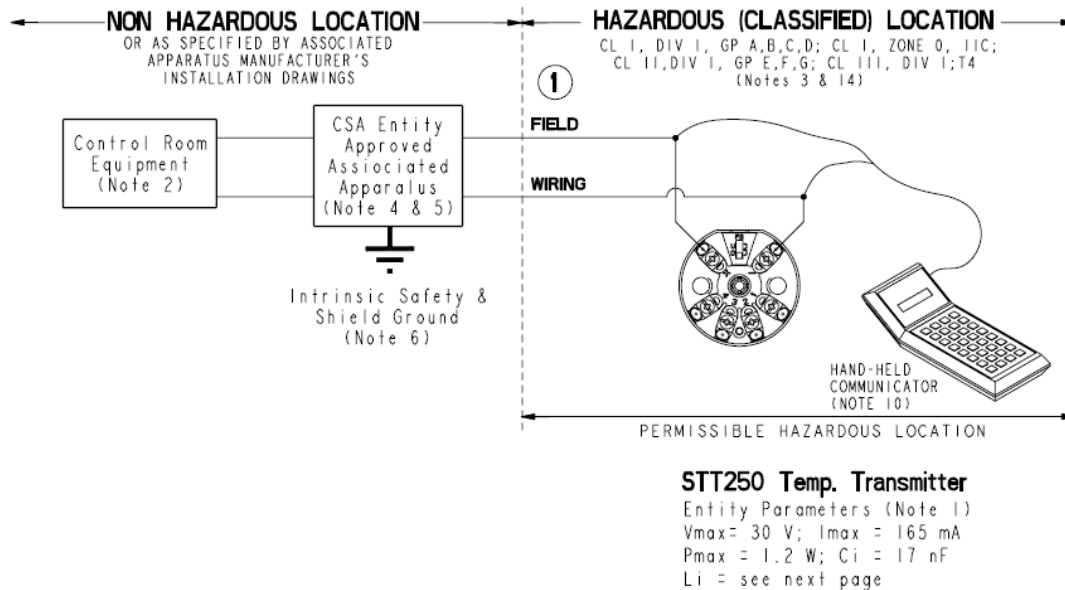 NON HAZARDOUS LOCATION
OR AS SPECIFIED BY ASSOCIATED
APPARATUS MANUFACTURER'S
INSTALLATION DRAWINGS
HAZARDOUS (CLASSIFIED) LOCATION
CL I, DIV I, GP A,B,C,D; CL I, ZONE 0, IIC;
CL II,DIV I, GP E,F,G; CL III, DIV I;T4
(Notes 3 & 14)
1
Control Room
Equipment
(Note 2)
CSA Entity
Approved
Assiociated
Apparalus
(Note 4 & 5)
FIELD
WIRING
Intrinsic Safety &
Shield Ground
(Note 6)
HAND-HELD
COMMUNICATOR
(NOTE 10)
PERMISSIBLE HAZARDOUS LOCATION
STT250 Temp. Transmitter
Entity Parameters (Note 1)
Vmax= 30 V; Imax = 165 mA
Pmax = 1.2 W; Ci = 17 nF
Li = see next page